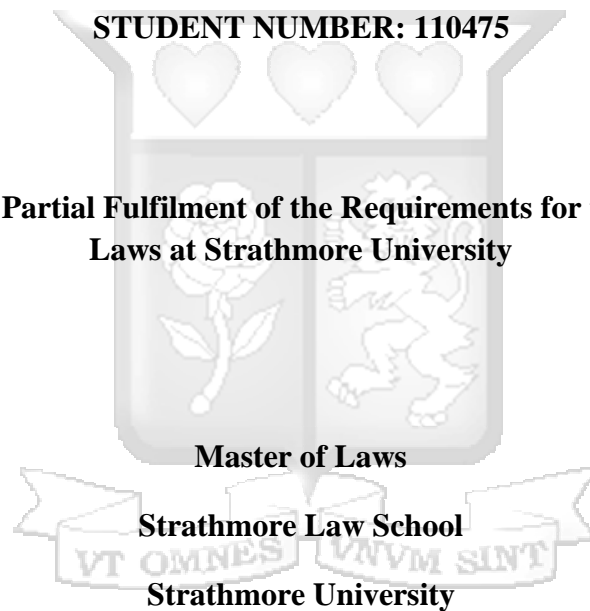 STUDENT NUMBER: 110475
Partial Fulfilment of the Requirements for
Laws at Strathmore University
Master of Laws
Strathmore Law School
VT OMNES VNVM SINT
Strathmore University